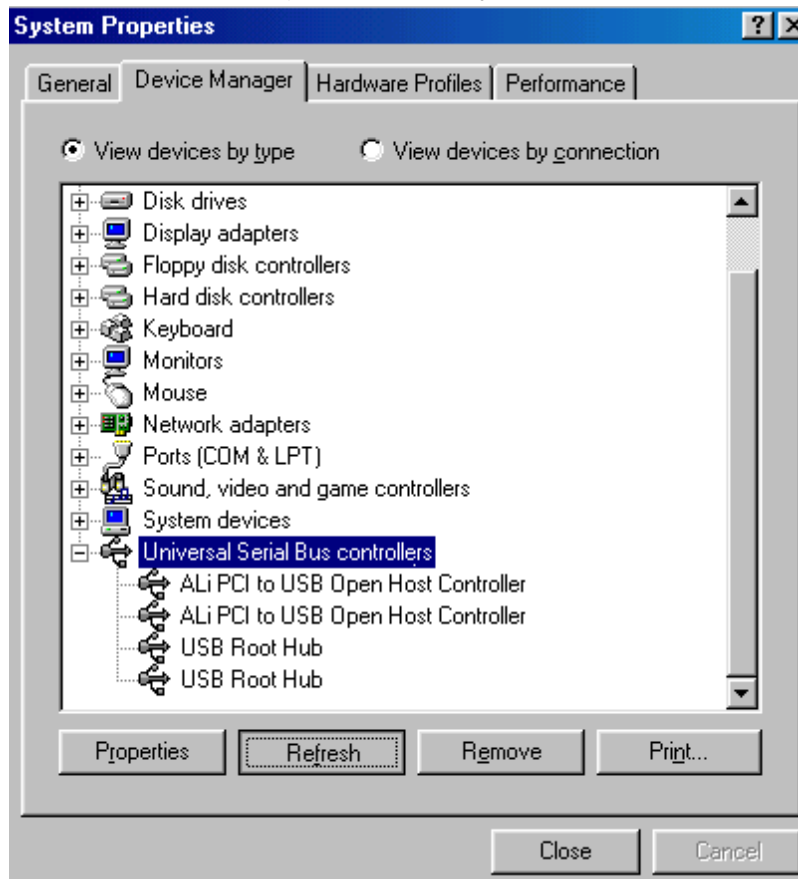 System Properties
General Device Manager Hardware Profiles Performance
View devices by type View devices by connection
Disk drives
Display adapters
Floppy disk controllers
Hard disk controllers
Keyboard
Monitors
Mouse
Network adapters
Ports (COM & LPT)
Sound, video and game controllers
System devices
Universal Serial Bus controllers
ALi PCI to USB Open Host Controller
ALi PCI to USB Open Host Controller
USB Root Hub
USB Root Hub
Properties Refresh Remove Print...
Close Cancel